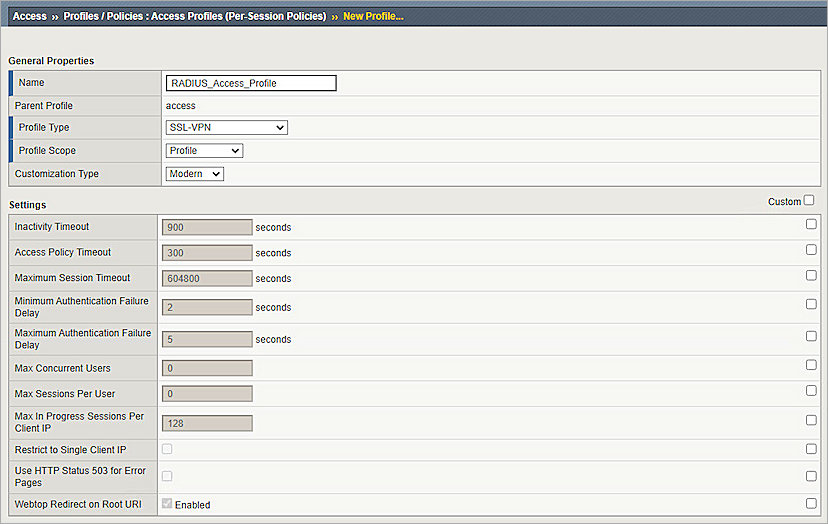 Access ›› Profiles / Policies : Access Profiles (Per-Session Policies) ›› New Profile...
General Properties
Name RADIUS_Access_Profile
Parent Profile access
Profile Type SSL-VPN
Profile Scope Profile
Customization Type Modern
Settings Custom
Inactivity Timeout 900 seconds
Access Policy Timeout 300 seconds
Maximum Session Timeout 604800 seconds
Minimum Authentication Failure
Delay 2 seconds
Maximum Authentication Failure
Delay 5 seconds
Max Concurrent Users 0
Max Sessions Per User 0
Max In Progress Sessions Per
Client IP 128
Restrict to Single Client IP
Use HTTP Status 503 for Error
Pages
Webtop Redirect on Root URI Enabled